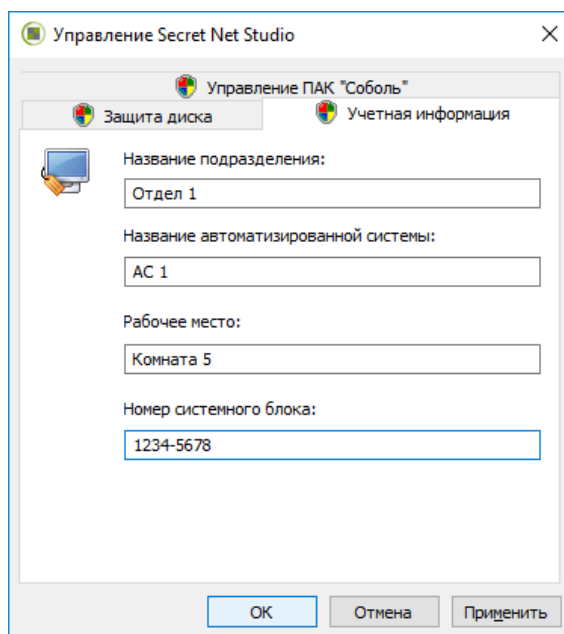 Управление Secret Net Studio
Управление ПАК "Соболь"
Защита диска
Учетная информация
Название подразделения:
Отдел 1
Название автоматизированной системы:
АС 1
Рабочее место:
Комната 5
Номер системного блока:
1234-5678
ОК
Отмена
Применить